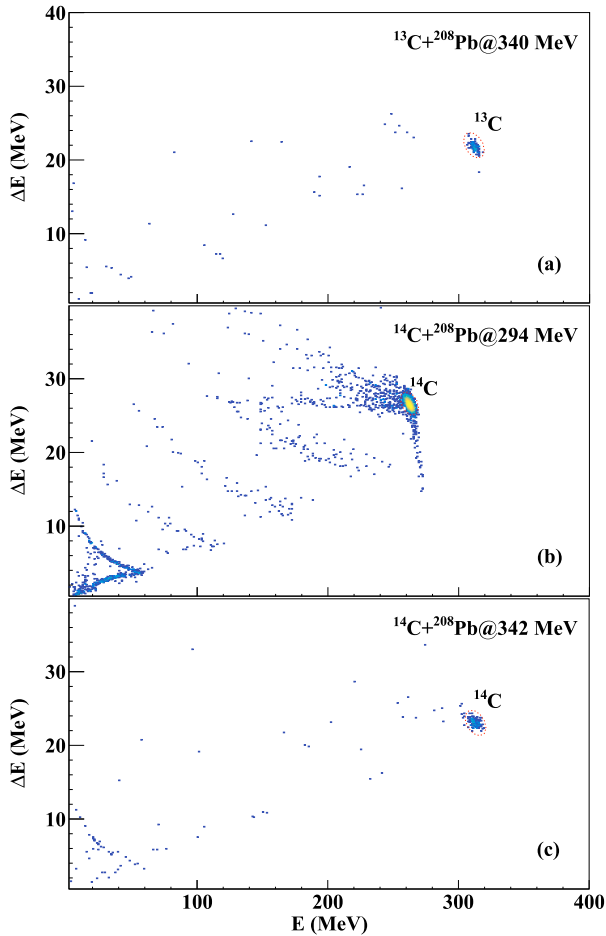 40
¹³C+²⁰⁸Pb@340 MeV
30
¹³C
ΔE (MeV)
20
10
(a)
¹⁴C+²⁰⁸Pb@294 MeV
30
¹⁴C
ΔE (MeV)
20
10
(b)
¹⁴C+²⁰⁸Pb@342 MeV
30
¹⁴C
ΔE (MeV)
20
10
(c)
100 200 300 400
E (MeV)